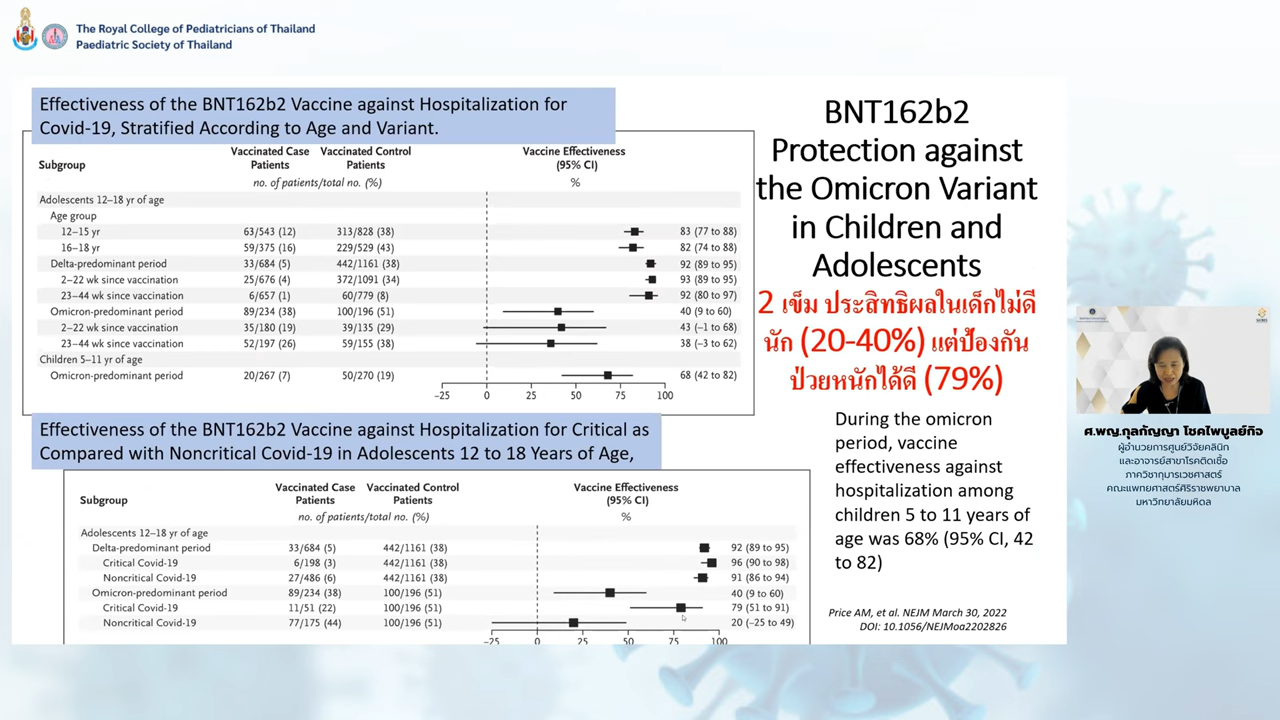 The Royal College of Pediatricians of Thailand
Paediatric Society of Thailand
Effectiveness of the BNT162b2 Vaccine against Hospitalization for
Covid-19, Stratified According to Age and Variant.
Subgroup Vaccinated Case Patients Vaccinated Control Patients Vaccine Effectiveness (95% CI)
no. of patients/total no. (%) %
Adolescents 12–18 yr of age
Age group
12–15 yr 63/543 (12) 313/828 (38) 83 (77 to 88)
16–18 yr 59/375 (16) 229/529 (43) 82 (74 to 88)
Delta-predominant period 33/684 (5) 442/1161 (38) 92 (89 to 95)
2–22 wk since vaccination 25/676 (4) 372/1091 (34) 93 (89 to 95)
23–44 wk since vaccination 6/657 (1) 60/779 (8) 92 (80 to 97)
Omicron-predominant period 89/234 (38) 100/196 (51) 40 (9 to 60)
2–22 wk since vaccination 35/180 (19) 39/135 (29) 43 (−1 to 68)
23–44 wk since vaccination 52/197 (26) 59/155 (38) 38 (−3 to 62)
Children 5–11 yr of age
Omicron-predominant period 20/267 (7) 50/270 (19) 68 (42 to 82)
−25 0 25 50 75 100
Effectiveness of the BNT162b2 Vaccine against Hospitalization for Critical as
Compared with Noncritical Covid-19 in Adolescents 12 to 18 Years of Age,
Subgroup Vaccinated Case Patients Vaccinated Control Patients Vaccine Effectiveness (95% CI)
no. of patients/total no. (%) %
Adolescents 12–18 yr of age
Delta-predominant period 33/684 (5) 442/1161 (38) 92 (89 to 95)
Critical Covid-19 6/198 (3) 442/1161 (38) 96 (90 to 98)
Noncritical Covid-19 27/486 (6) 442/1161 (38) 91 (86 to 94)
Omicron-predominant period 89/234 (38) 100/196 (51) 40 (9 to 60)
Critical Covid-19 11/51 (22) 100/196 (51) 79 (51 to 91)
Noncritical Covid-19 77/175 (44) 100/196 (51) 20 (−25 to 49)
−25 0 25 50 75 100
BNT162b2
Protection against
the Omicron Variant
in Children and
Adolescents
2 เข็ม ประสิทธิผลในเด็กไม่ดี
นัก (20-40%) แต่ป้องกัน
ป่วยหนักได้ดี (79%)
During the omicron
period, vaccine
effectiveness against
hospitalization among
children 5 to 11 years of
age was 68% (95% CI, 42
to 82)
Price AM, et al. NEJM March 30, 2022
DOI: 10.1056/NEJMoa2202826
ศ.พญ.กุลกัญญา โชคไพบูลย์กิจ
ผู้อำนวยการศูนย์วิจัยคลินิก
และอาจารย์สาขาโรคติดเชื้อ
ภาควิชากุมารเวชศาสตร์
คณะแพทยศาสตร์ศิริราชพยาบาล
มหาวิทยาลัยมหิดล